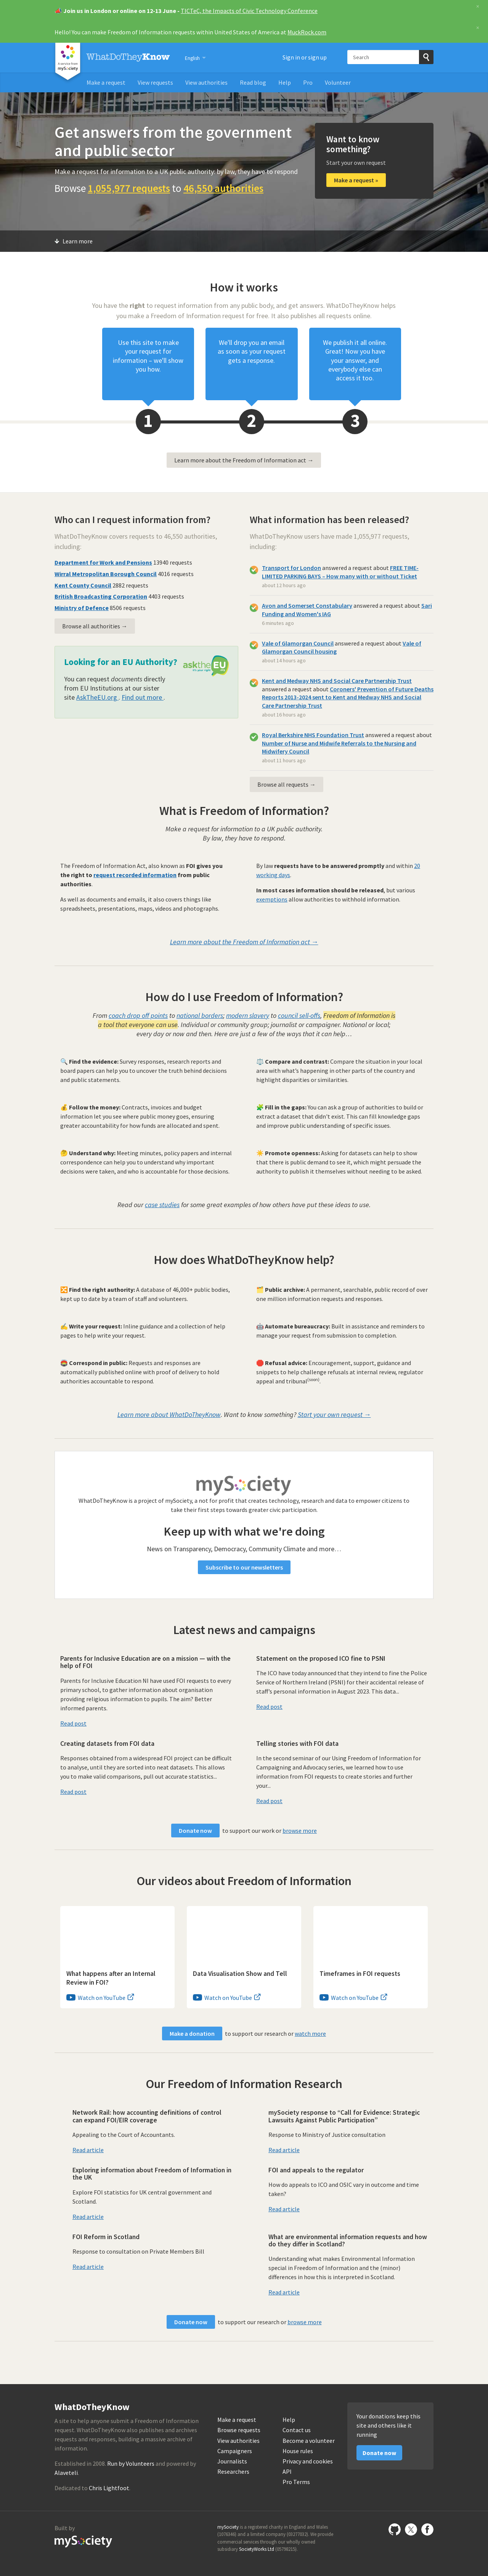 📣 Join us in London or online on 12-13 June - TICTeC, the Impacts of Civic Technology Conference
Hello! You can make Freedom of Information requests within United States of America at MuckRock.com
WhatDoTheyKnow
English
Sign in or sign up
Search
a service from mySociety
Make a request
View requests
View authorities
Read blog
Help
Pro
Volunteer
Get answers from the government
and public sector
Make a request for information to a UK public authority: by law, they have to respond
Browse 1,055,977 requests to 46,550 authorities
Want to know
something?
Start your own request
Make a request »
Learn more
How it works
You have the right to request information from any public body, and get answers. WhatDoTheyKnow helps
you make a Freedom of Information request for free. It also publishes all requests online.
Use this site to make
your request for
information – we'll show
you how.
We'll drop you an email
as soon as your request
gets a response.
We publish it all online.
Great! Now you have
your answer, and
everybody else can
access it too.
1
2
3
Learn more about the Freedom of Information act →
Who can I request information from?
WhatDoTheyKnow covers requests to 46,550 authorities,
including:
Department for Work and Pensions 13940 requests
Wirral Metropolitan Borough Council 4016 requests
Kent County Council 2882 requests
British Broadcasting Corporation 4403 requests
Ministry of Defence 8506 requests
Browse all authorities →
Looking for an EU Authority?
asktheEU
You can request documents directly
from EU Institutions at our sister
site AskTheEU.org . Find out more .
What information has been released?
WhatDoTheyKnow users have made 1,055,977 requests,
including:
Transport for London answered a request about FREE TIME-
LIMITED PARKING BAYS – How many with or without Ticket
about 12 hours ago
Avon and Somerset Constabulary answered a request about Sari
Fund and Women's IAG
6 minutes ago
Vale of Glamorgan Council answered a request about Vale of
Glamorgan Council housing
about 14 hours ago
Kent and Medway NHS and Social Care Partnership Trust
answered a request about Coroners' Prevention of Future Deaths
Reports 2013-2024 sent to Kent and Medway NHS and Social
Care Partnership Trust
about 16 hours ago
Royal Berkshire NHS Foundation Trust answered a request about
Number of Nurse and Midwife Referrals to the Nursing and
Midwifery Council
about 11 hours ago
Browse all requests →
What is Freedom of Information?
Make a request for information to a UK public authority.
By law, they have to respond.
The Freedom of Information Act, also known as FOI gives you
the right to request recorded information from public
authorities.
As well as documents and emails, it also covers things like
spreadsheets, presentations, maps, videos and photographs.
By law requests have to be answered promptly and within 20
working days.
In most cases information should be released, but various
exemptions allow authorities to withhold information.
Learn more about the Freedom of Information act →
How do I use Freedom of Information?
From coach drop off points to national borders; modern slavery to council sell-offs, Freedom of Information is
a tool that everyone can use. Individual or community group; journalist or campaigner. National or local;
every day or now and then. Here are just a few of the ways that it can help…
🔍 Find the evidence: Survey responses, research reports and
board papers can help you to uncover the truth behind decisions
and public statements.
⚖️ Compare and contrast: Compare the situation in your local
area with what's happening in other parts of the country and
highlight disparities or similarities.
💰 Follow the money: Contracts, invoices and budget
information let you see where public money goes, ensuring
greater accountability for how funds are allocated and spent.
🧩 Fill in the gaps: You can ask a group of authorities to build or
extract a dataset that didn't exist. This can fill knowledge gaps
and improve public understanding of specific issues.
🤔 Understand why: Meeting minutes, policy papers and internal
correspondence can help you to understand why important
decisions were taken, and who is accountable for those decisions.
☀️ Promote openness: Asking for datasets can help to show
that there is public demand to see it, which might persuade the
authority to publish it themselves without needing to be asked.
Read our case studies for some great examples of how others have put these ideas to use.
How does WhatDoTheyKnow help?
🔀 Find the right authority: A database of 46,000+ public bodies,
kept up to date by a team of staff and volunteers.
🗂️ Public archive: A permanent, searchable, public record of over
one million information requests and responses.
✍️ Write your request: Inline guidance and a collection of help
pages to help write your request.
🤖 Automate bureaucracy: Built in assistance and reminders to
manage your request from submission to completion.
📮 Correspond in public: Requests and responses are
automatically published online with proof of delivery to hold
authorities accountable to respond.
🛑 Refusal advice: Encouragement, support, guidance and
snippets to help challenge refusals at internal review, regulator
appeal and tribunal
Learn more about WhatDoTheyKnow. Want to know something? Start your own request →
mySociety
WhatDoTheyKnow is a project of mySociety, a not for profit that creates technology, research and data to empower citizens to
take their first steps towards greater civic participation.
Keep up with what we're doing
News on Transparency, Democracy, Community Climate and more…
Subscribe to our newsletters
Latest news and campaigns
Parents for Inclusive Education are on a mission — with the
help of FOI
Parents for Inclusive Education NI have used FOI requests to every
primary school, to gather information about organisation
providing religious information to pupils. The aim? Better
informed parents.
Read post
Statement on the proposed ICO fine to PSNI
The ICO have today announced that they intend to fine the Police
Service of Northern Ireland (PSNI) for their accidental release of
staff's personal information in August 2023. This data...
Read post
Creating datasets from FOI data
Responses obtained from a widespread FOI project can be difficult
to analyse, until they are sorted into neat datasets. This allows
you to make valid comparisons, pull out accurate statistics...
Read post
Telling stories with FOI data
In the second seminar of our Using Freedom of Information for
Campaigning and Advocacy series, we learned how to use
information from FOI requests to create stories and further
your...
Read post
Donate now to support our work or browse more
Our videos about Freedom of Information
What happens after an Internal
Review in FOI?
Watch on YouTube
Data Visualisation Show and Tell
Watch on YouTube
Timeframes in FOI requests
Watch on YouTube
Make a donation to support our research or watch more
Our Freedom of Information Research
Network Rail: how accounting definitions of control
can expand FOI/EIR coverage
Appealing to the Court of Accountants.
Read article
mySociety response to “Call for Evidence: Strategic
Lawsuits Against Public Participation”
Response to Ministry of Justice consultation
Read article
Exploring information about Freedom of Information in
the UK
Explore FOI statistics for UK central government and
Scotland.
Read article
FOI and appeals to the regulator
How do appeals to ICO and OSIC vary in outcome and time
taken?
Read article
FOI Reform in Scotland
Response to consultation on Private Members Bill
Read article
What are environmental information requests and how
do they differ in Scotland?
Understanding what makes Environmental Information
special in Freedom of Information and the (minor)
differences in how this is interpreted in Scotland.
Read article
Donate now to support our research or browse more
WhatDoTheyKnow
A site to help anyone submit a Freedom of Information
request. WhatDoTheyKnow also publishes and archives
requests and responses, building a massive archive of
information.
Established in 2008. Run by Volunteers and powered by
Alaveteli.
Dedicated to Chris Lightfoot.
Make a request
Browse requests
View authorities
Campaigners
Journalists
Researchers
Help
Contact us
Become a volunteer
House rules
Privacy and cookies
API
Pro Terms
Your donations keep this
site and others like it
running
Donate now
Built by
mySociety
mySociety is a registered charity in England and Wales
(1076346) and a limited company (03277032). We provide
commercial services through our wholly owned
subsidiary SocietyWorks Ltd (05798215).